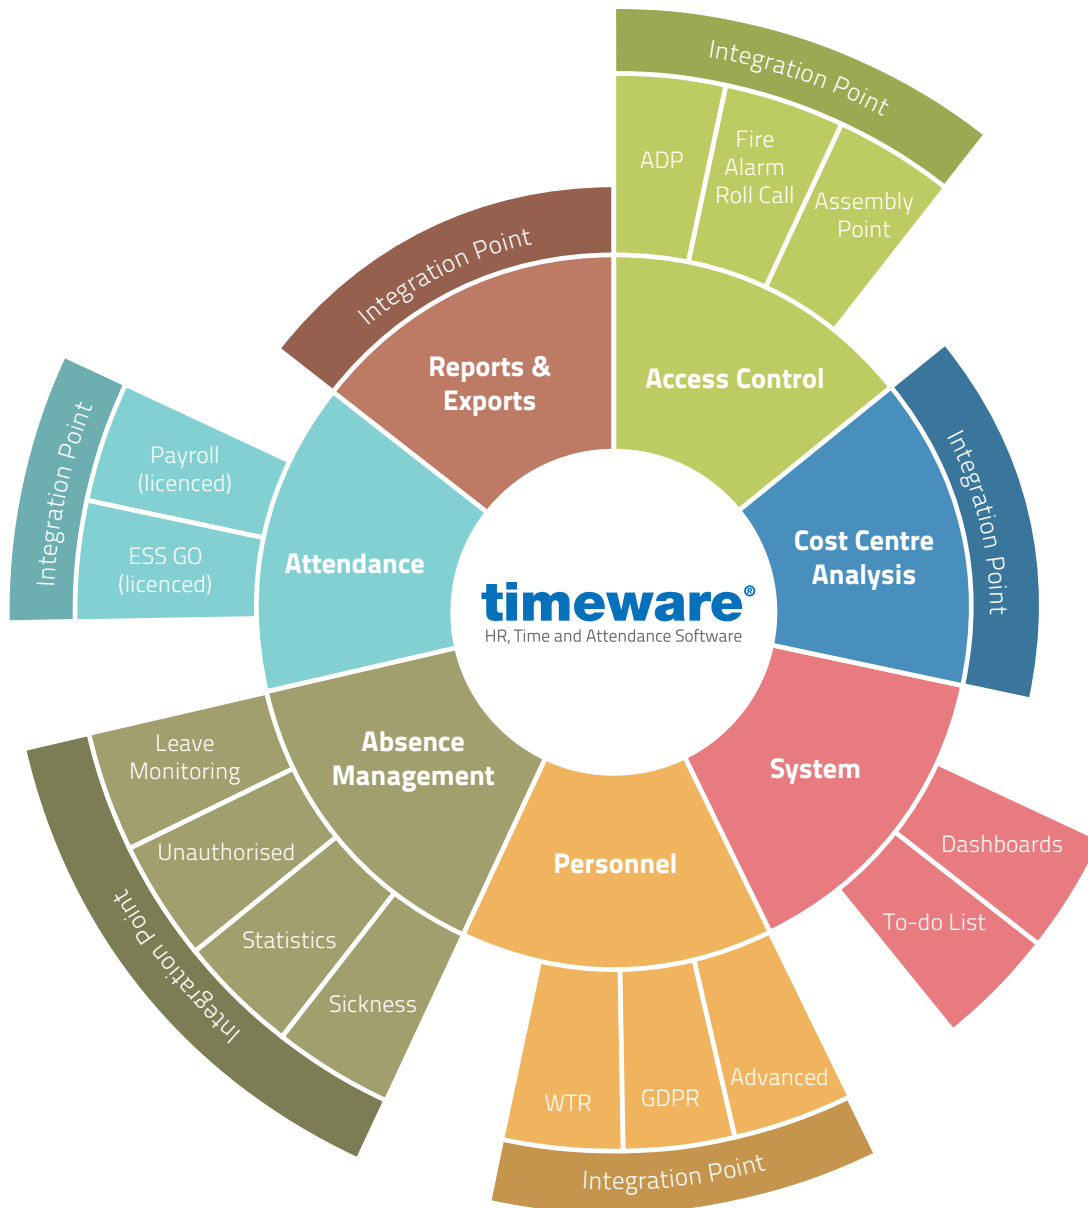 Integration Point
ADP
Fire
Alarm
Roll Call
Assembly
Point
Access Control
Integration Point
Cost Centre
Analysis
System
Dashboards
To-do List
Personnel
Advanced
GDPR
WTR
Integration Point
Absence
Management
Sickness
Statistics
Unauthorised
Leave
Monitoring
Integration Point
Attendance
ESS GO
(licenced)
Payroll
(licenced)
Integration Point
Reports &
Exports
Integration Point
timeware®
HR, Time and Attendance Software